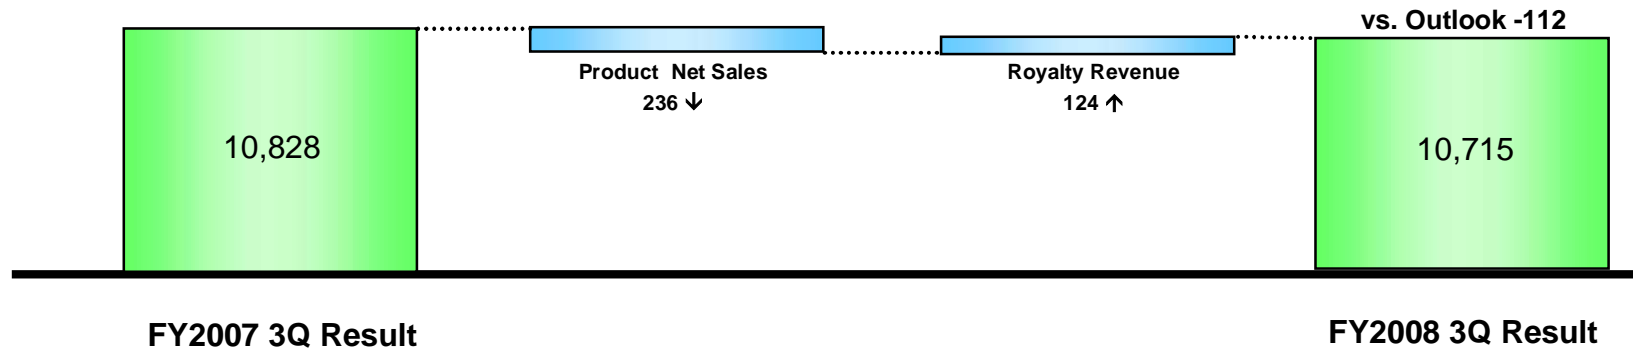 vs. Outlook -112
Product Net Sales
236 ↓
Royalty Revenue
124 ↑
10,828
10,715
FY2007 3Q Result
FY2008 3Q Result